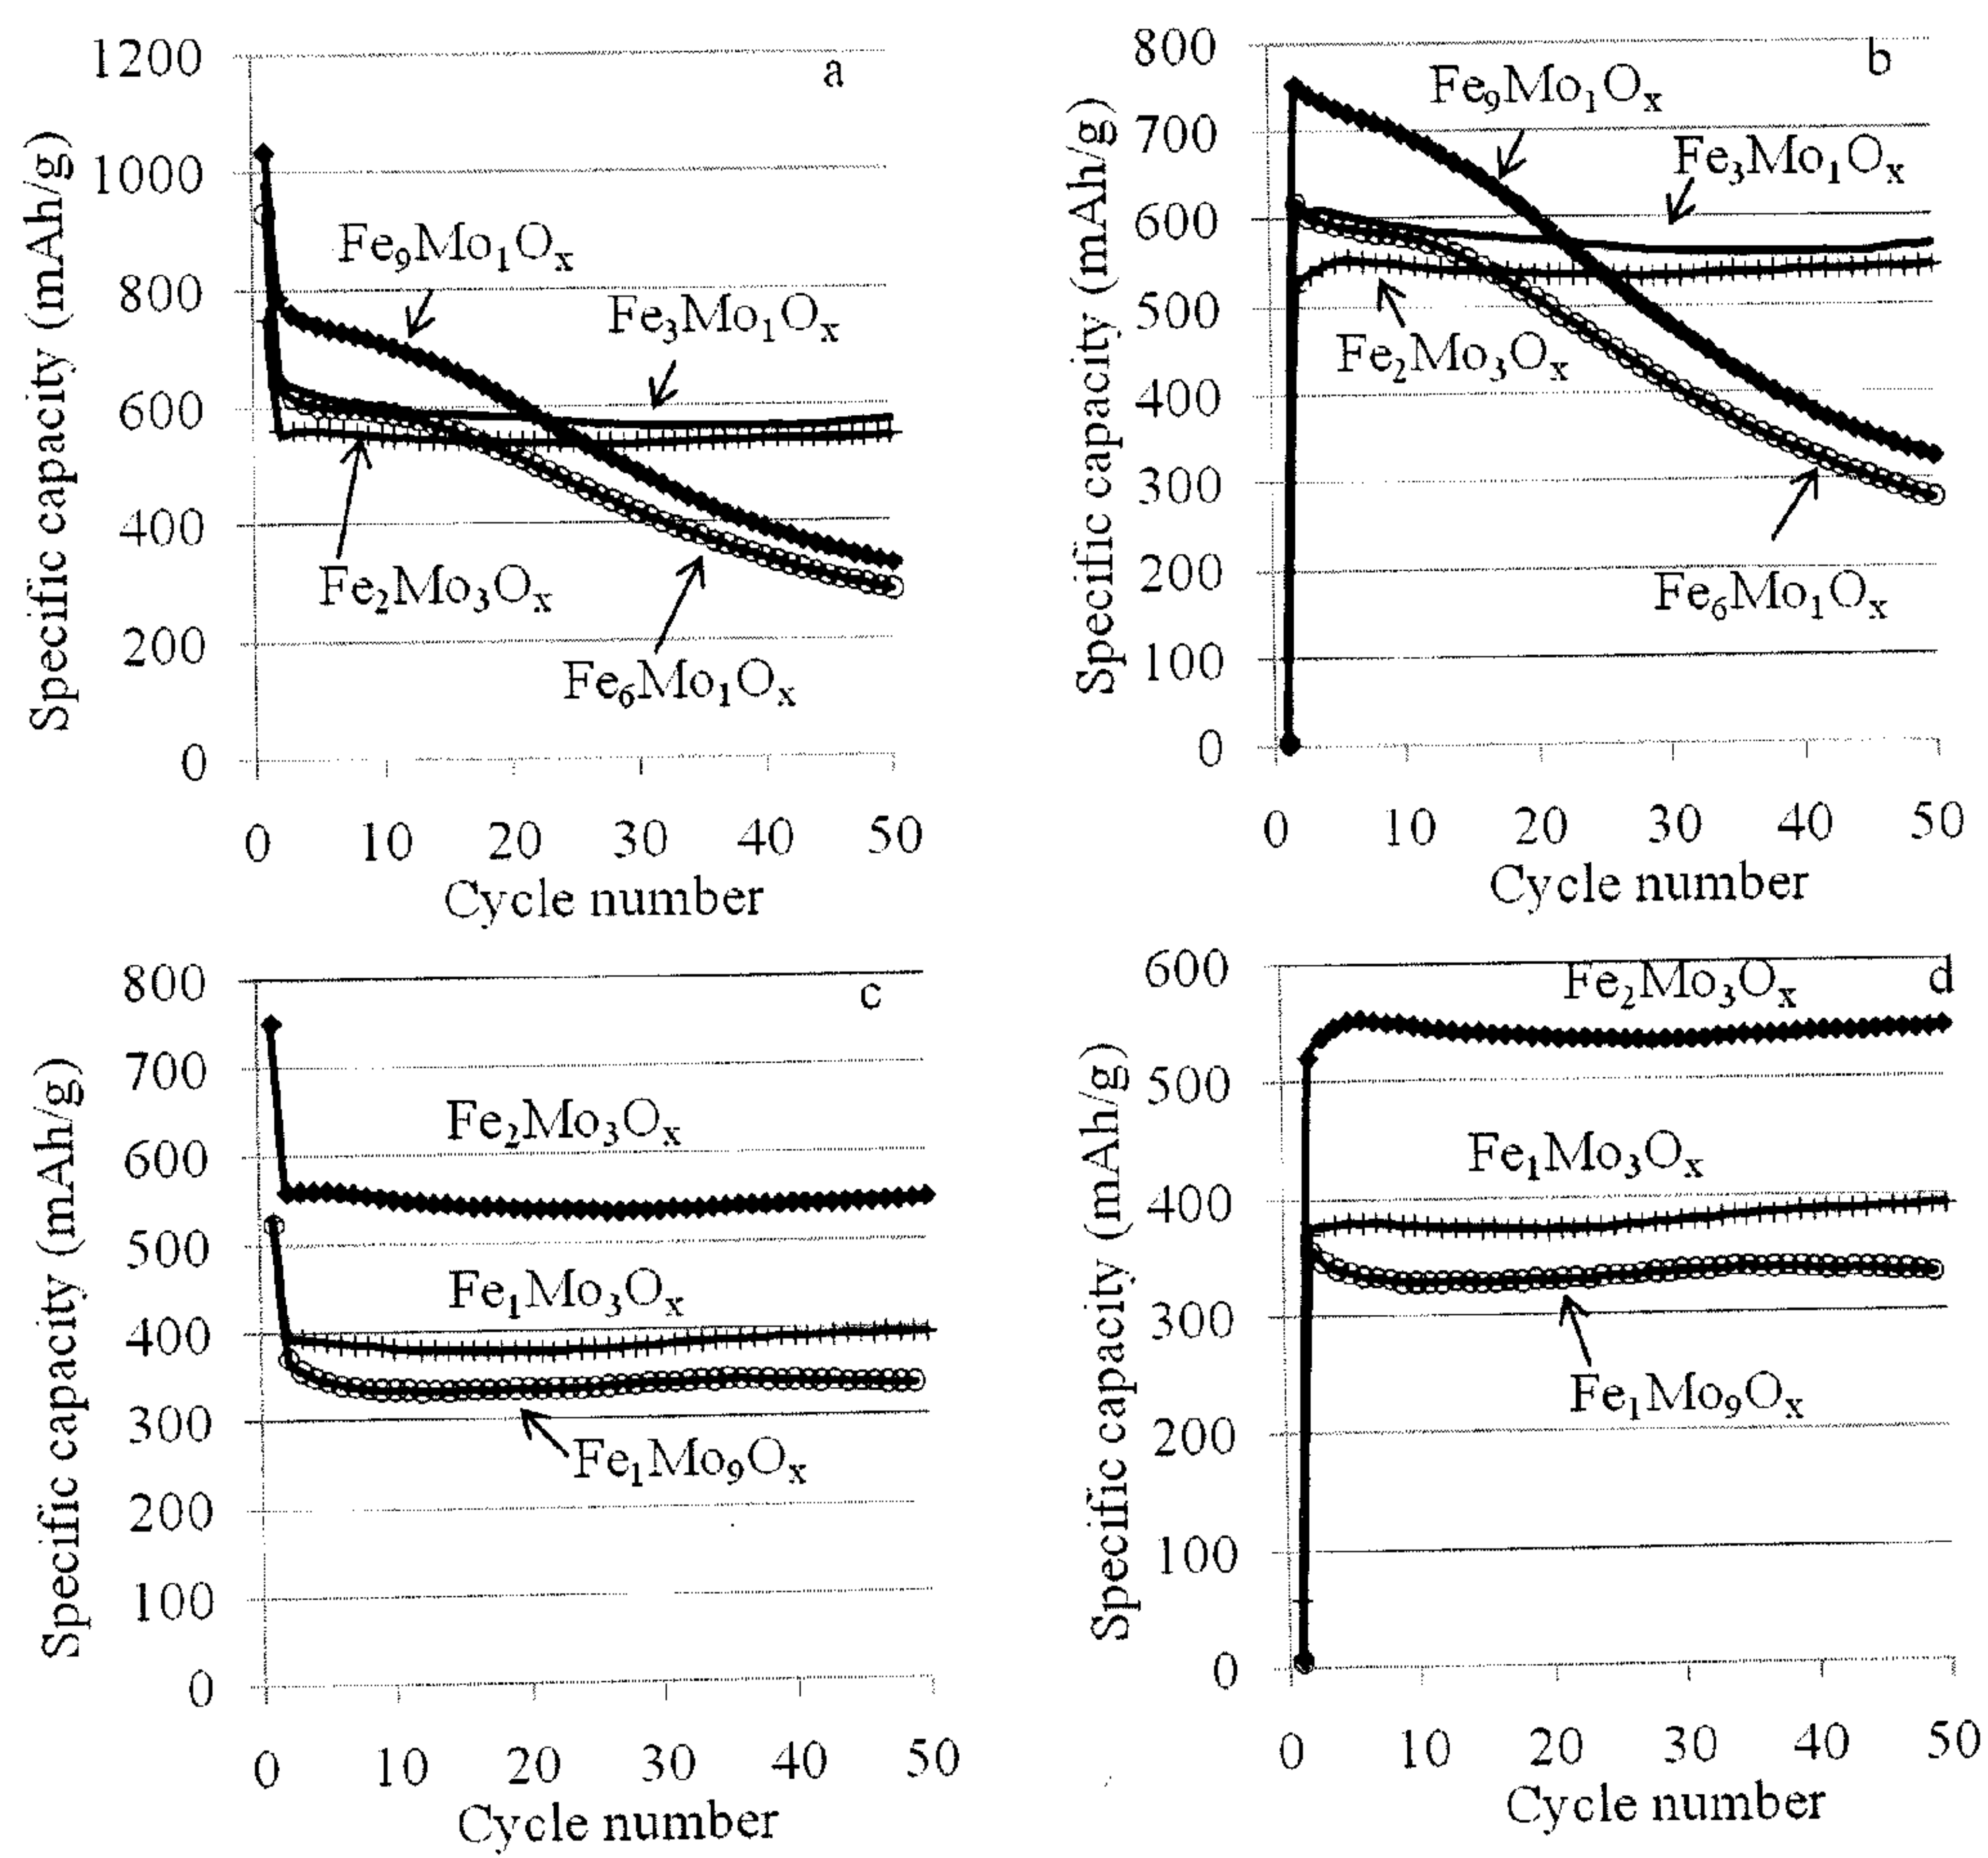 a
1200
1000
800
600
400
200
0
Specific capacity (mAh/g)
Fe₉Mo₁Oₓ
Fe₃Mo₁Oₓ
Fe₂Mo₃Oₓ
Fe₆Mo₁Oₓ
0 10 20 30 40 50
Cycle number
b
800
700
600
500
400
300
200
100
0
Specific capacity (mAh/g)
Fe₉Mo₁Oₓ
Fe₃Mo₁Oₓ
Fe₂Mo₃Oₓ
Fe₆Mo₁Oₓ
0 10 20 30 40 50
Cycle number
c
800
700
600
500
400
300
200
100
0
Specific capacity (mAh/g)
Fe₂Mo₃Oₓ
Fe₁Mo₃Oₓ
Fe₁Mo₉Oₓ
0 10 20 30 40 50
Cycle number
d
600
500
400
300
200
100
0
Specific capacity (mAh/g)
Fe₂Mo₃Oₓ
Fe₁Mo₃Oₓ
Fe₁Mo₉Oₓ
0 10 20 30 40 50
Cycle number